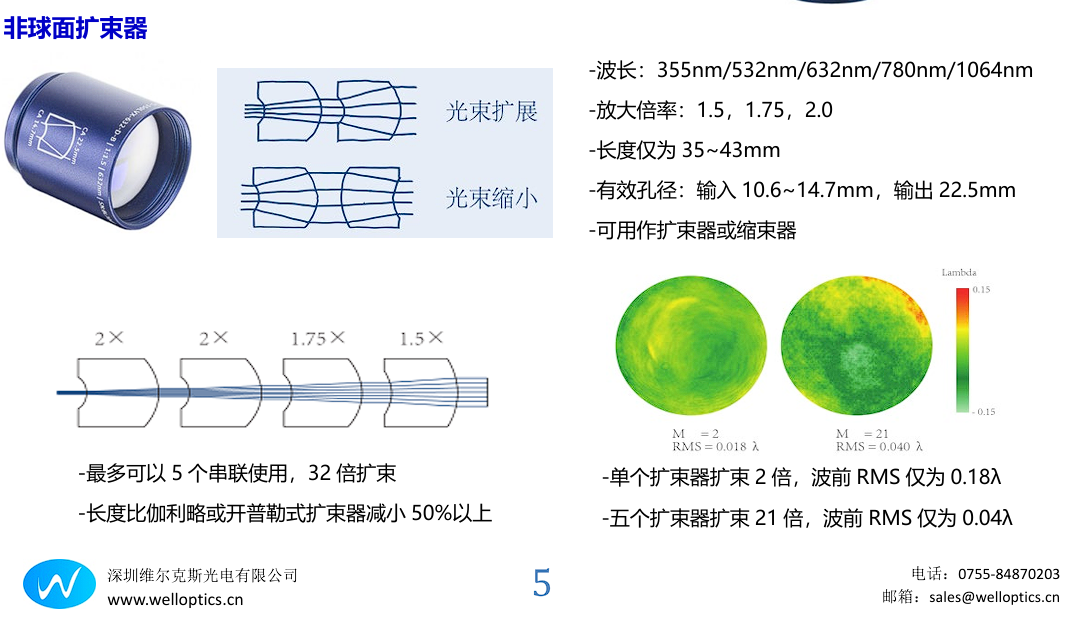 非球面扩束器
CA-14.7mm
CA-22.5mm
光束扩展
光束缩小
-波长：355nm/532nm/632nm/780nm/1064nm
-放大倍率：1.5，1.75，2.0
-长度仅为 35~43mm
-有效孔径：输入 10.6~14.7mm，输出 22.5mm
-可用作扩束器或缩束器
2× 2× 1.75× 1.5×
Lambda
0.15
- 0.15
M =2
RMS=0.018 λ
M =21
RMS=0.040 λ
-最多可以 5 个串联使用，32 倍扩束
-长度比伽利略或开普勒式扩束器减小 50%以上
-单个扩束器扩束 2 倍，波前 RMS 仅为 0.18λ
-五个扩束器扩束 21 倍，波前 RMS 仅为 0.04λ
深圳维尔克斯光电有限公司
www.welloptics.cn
5
电话：0755-84870203
邮箱：sales@welloptics.cn